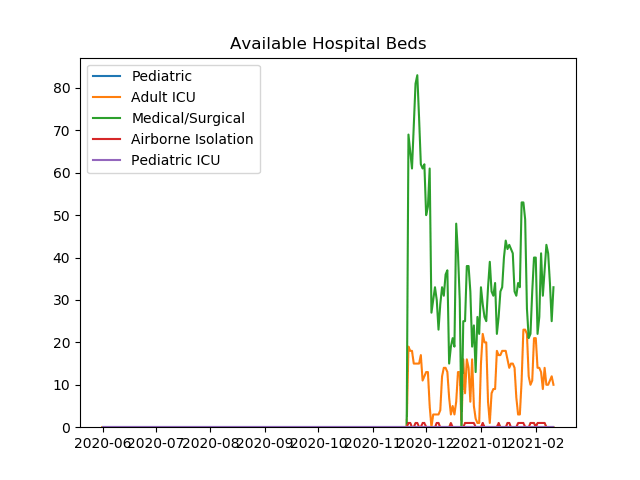 Available Hospital Beds
Pediatric
Adult ICU
Medical/Surgical
Airborne Isolation
Pediatric ICU
80
70
60
50
40
30
20
10
0
2020-06 2020-07 2020-08 2020-09 2020-10 2020-11 2020-12 2021-01 2021-02